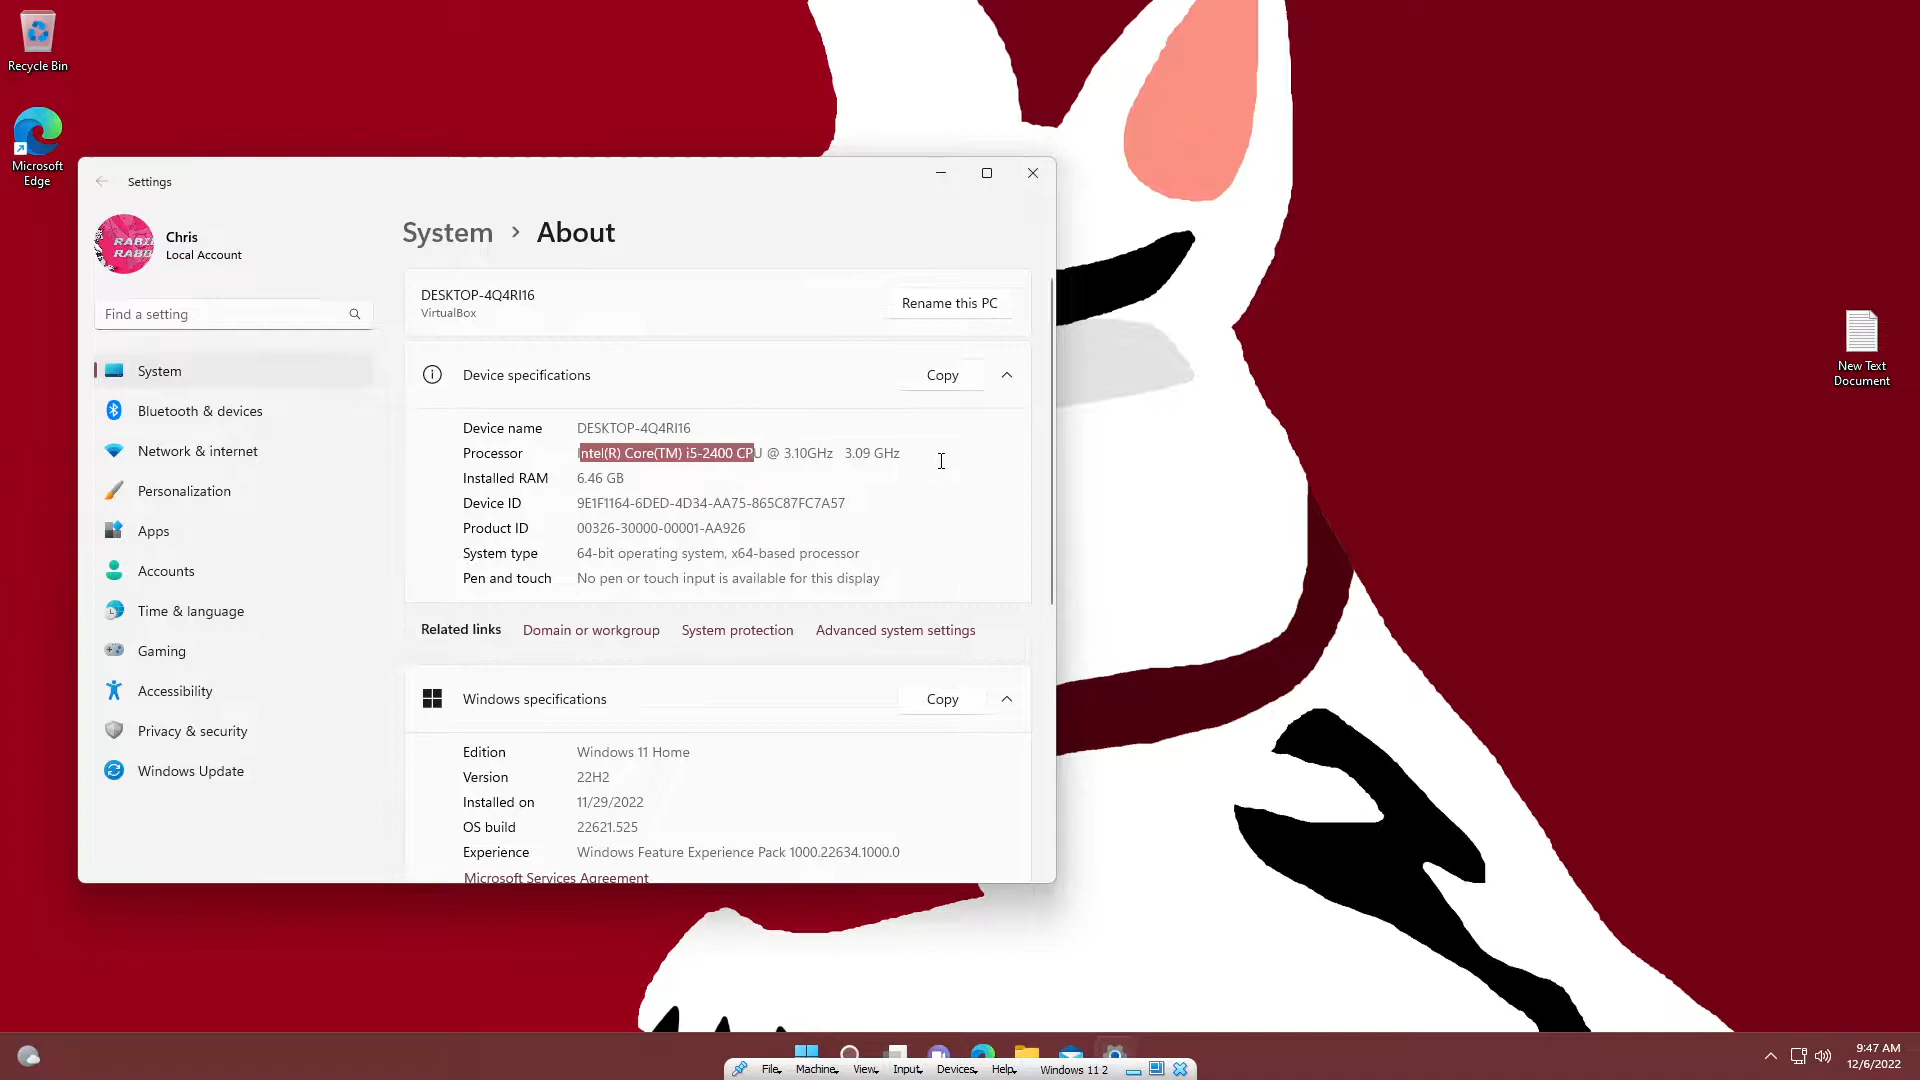 Recycle Bin
Microsoft
Edge
Settings
Chris
Local Account
Find a setting
System
Bluetooth & devices
Network & internet
Personalization
Apps
Accounts
Time & language
Gaming
Accessibility
Privacy & security
Windows Update
System > About
DESKTOP-4Q4RI16
VirtualBox
Rename this PC
Device specifications
Copy
Device name DESKTOP-4Q4RI16
Processor Intel(R) Core(TM) i5-2400 CPU @ 3.10GHz 3.09 GHz
Installed RAM 6.46 GB
Device ID 9E1F1164-6DED-4D34-AA75-865C87FC7A57
Product ID 00326-30000-00001-AA926
System type 64-bit operating system, x64-based processor
Pen and touch No pen or touch input is available for this display
Related links Domain or workgroup System protection Advanced system settings
Windows specifications
Copy
Edition Windows 11 Home
Version 22H2
Installed on 11/29/2022
OS build 22621.525
Experience Windows Feature Experience Pack 1000.22634.1000.0
Microsoft Services Agreement
New Text
Document
File Machine View Input Devices Help Windows 11 2
9:47 AM
12/6/2022